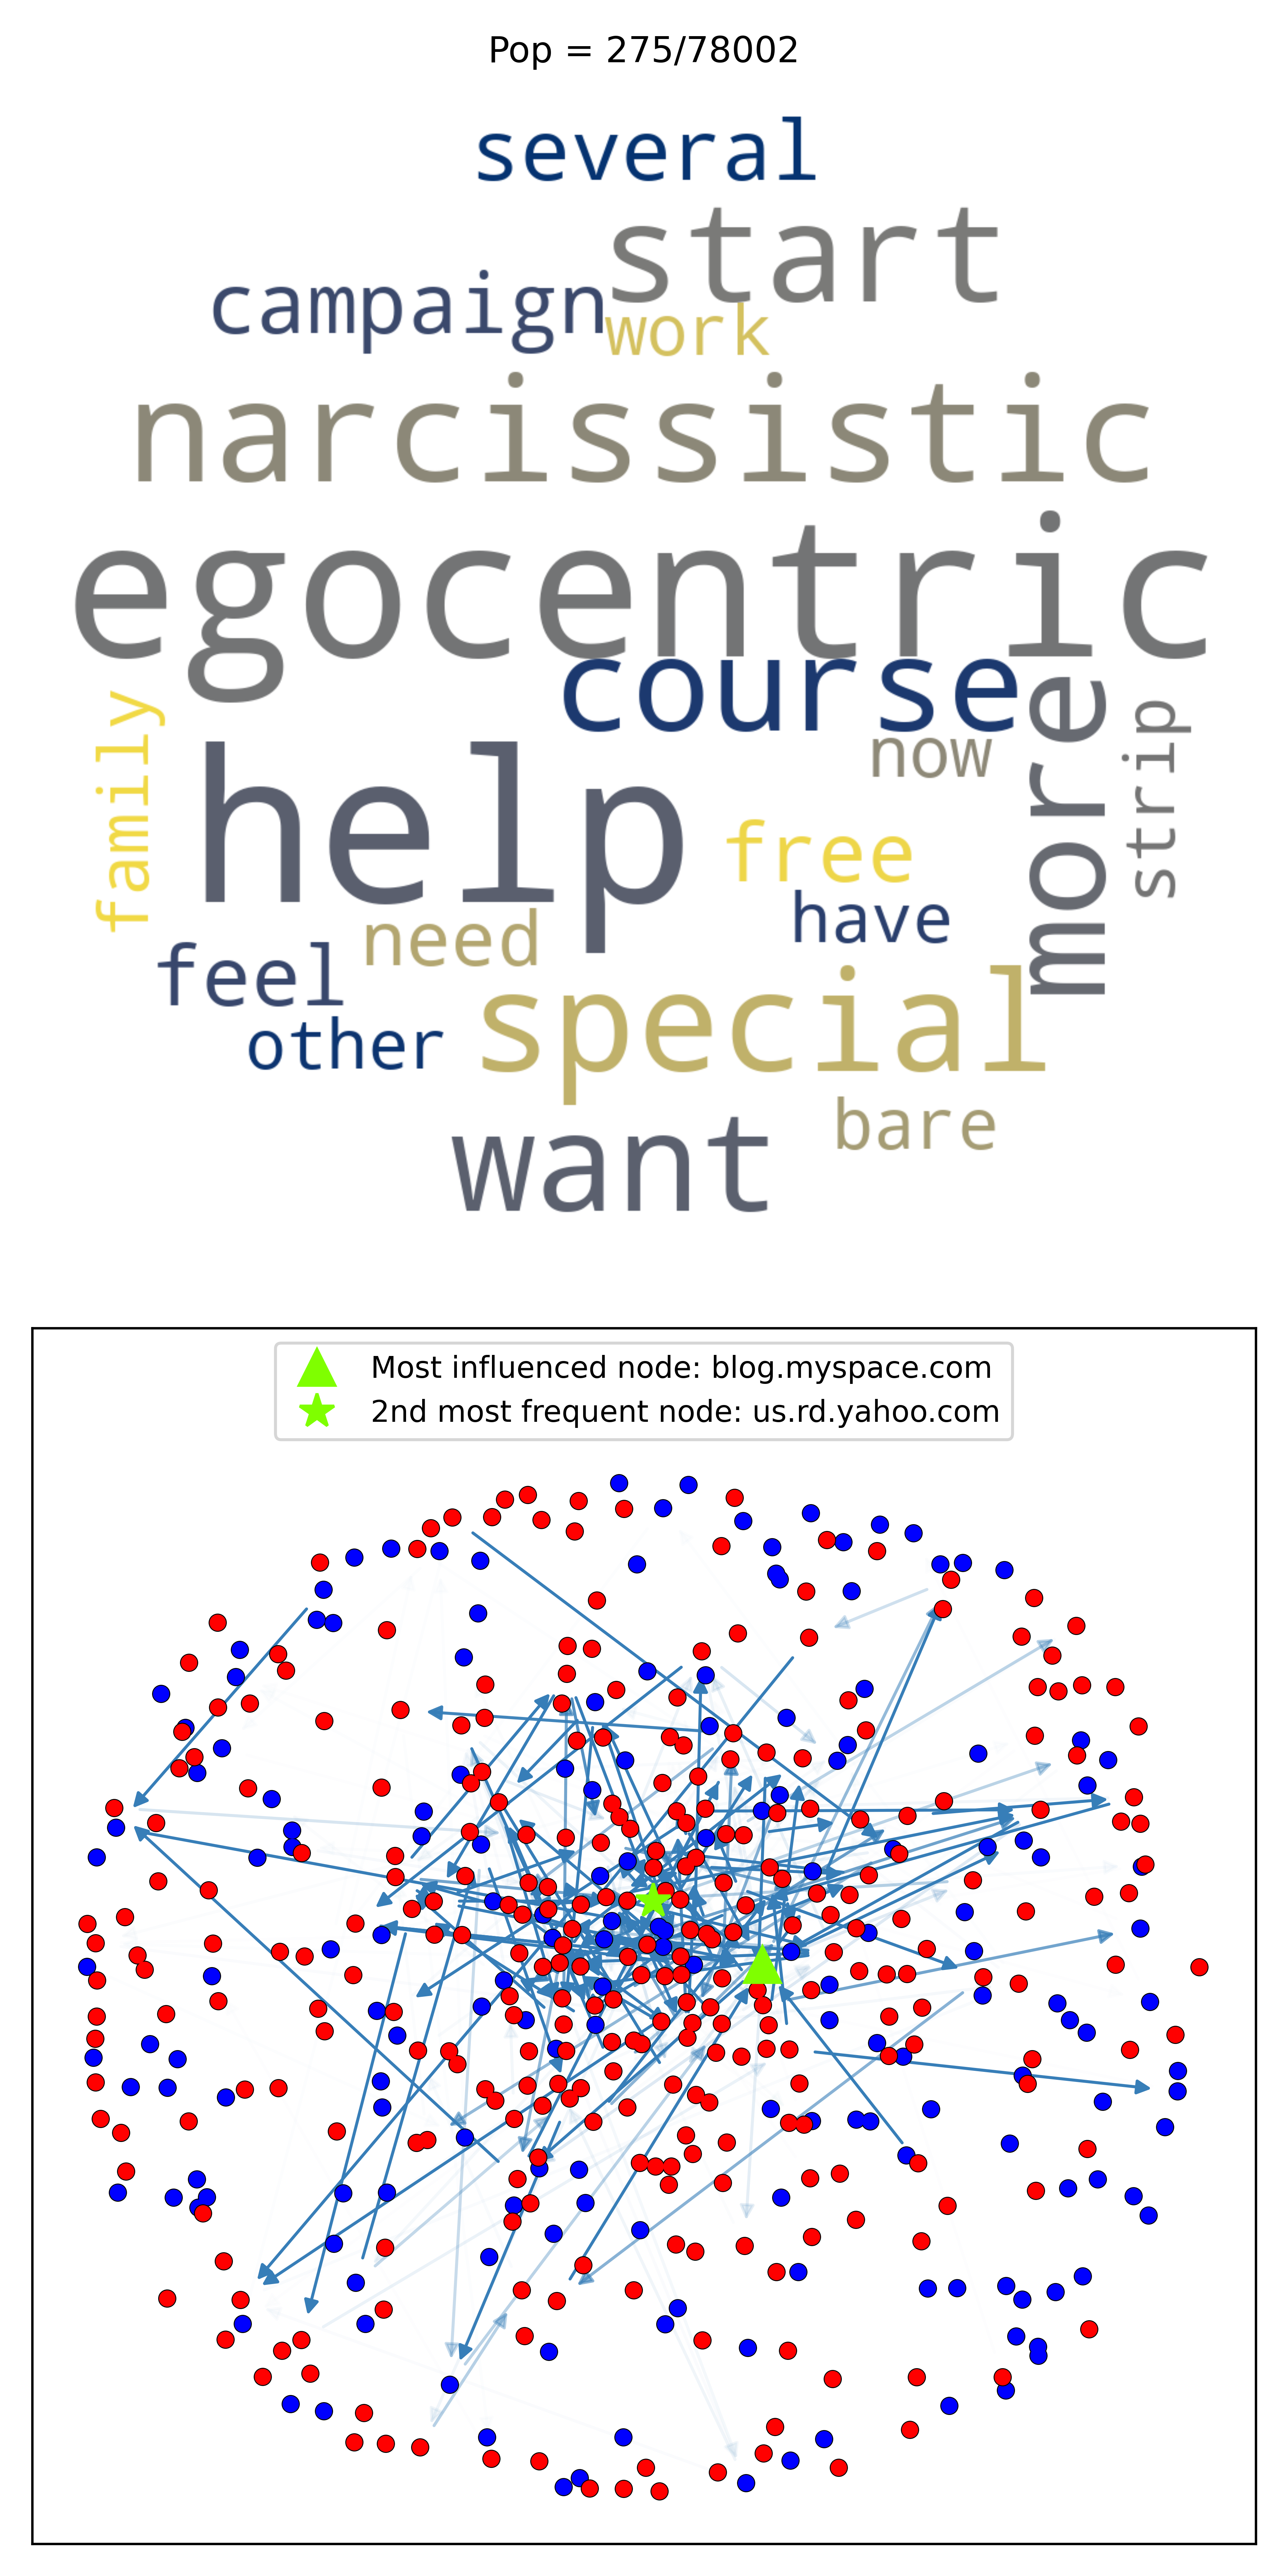 Pop = 275/78002
several
start
campaign
work
narcissistic
egocentric
course
more
family
strip
now
help
free
have
need
feel
special
other
bare
want
Most influenced node: blog.myspace.com
2nd most frequent node: us.rd.yahoo.com